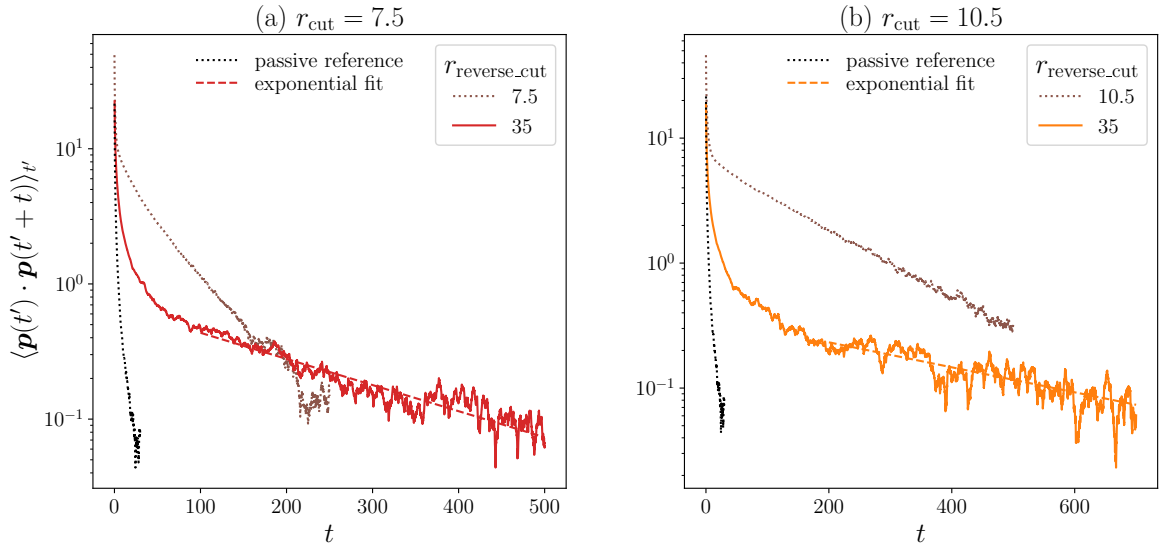 (a) r_cut = 7.5
passive reference
exponential fit
r_reverse_cut
7.5
35
⟨p(t′) · p(t′ + t)⟩_t′
10^1
10^0
10^−1
0
100
200
300
400
500
t
(b) r_cut = 10.5
passive reference
exponential fit
r_reverse_cut
10.5
35
10^1
10^0
10^−1
0
200
400
600
t